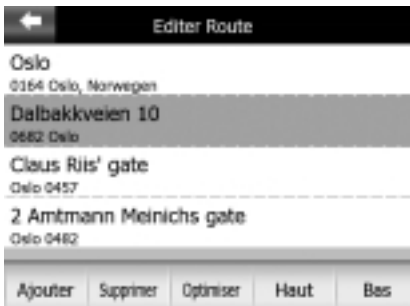 Editer Route
Oslo
0164 Oslo, Norwegen
Dalbakkveien 10
0682 Oslo
Claus Riis' gate
Oslo 0457
2 Amtmann Meinichs gate
Oslo 0482
Ajouter Supprimer Optimiser Haut Bas